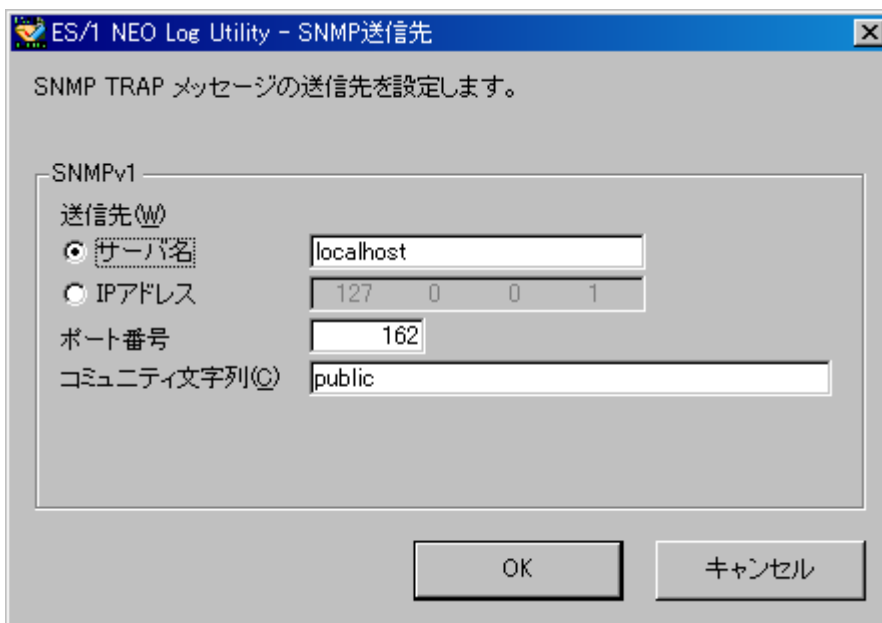 ES/1 NEO Log Utility - SNMP送信先
SNMP TRAP メッセージの送信先を設定します。
SNMPv1
送信先(W)
サーバ名 localhost
IPアドレス 127 0 0 1
ポート番号 162
コミュニティ文字列(C) public
OK キャンセル